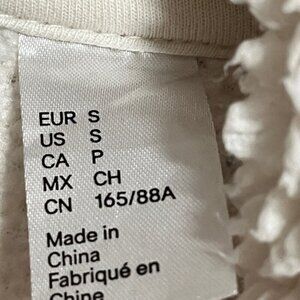 EUR S
US S
CA P
MX CH
CN 165/88A
Made in
China
Fabriqué en
Chine